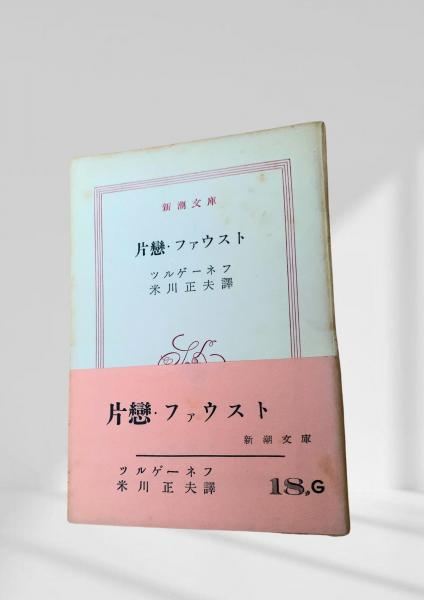 新潮文庫
片戀・ファウスト
ツルゲーネフ
米川正夫譯
片戀・ファウスト
新潮文庫
ツルゲーネフ
米川正夫譯
18,G